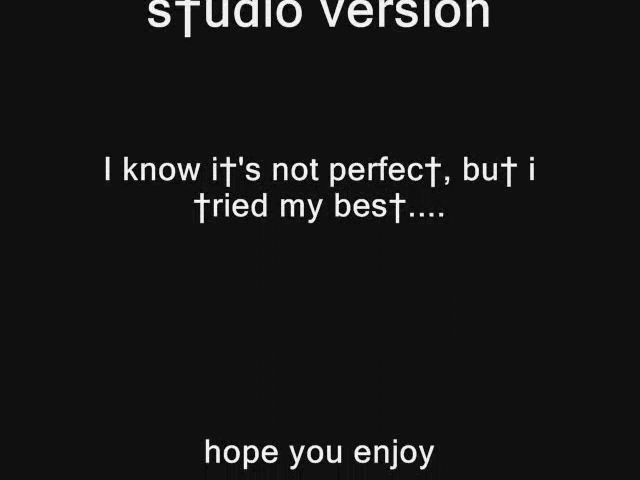 s†udio version
I know i†'s not perfec†, bu† i
†ried my bes†....
hope you enjoy